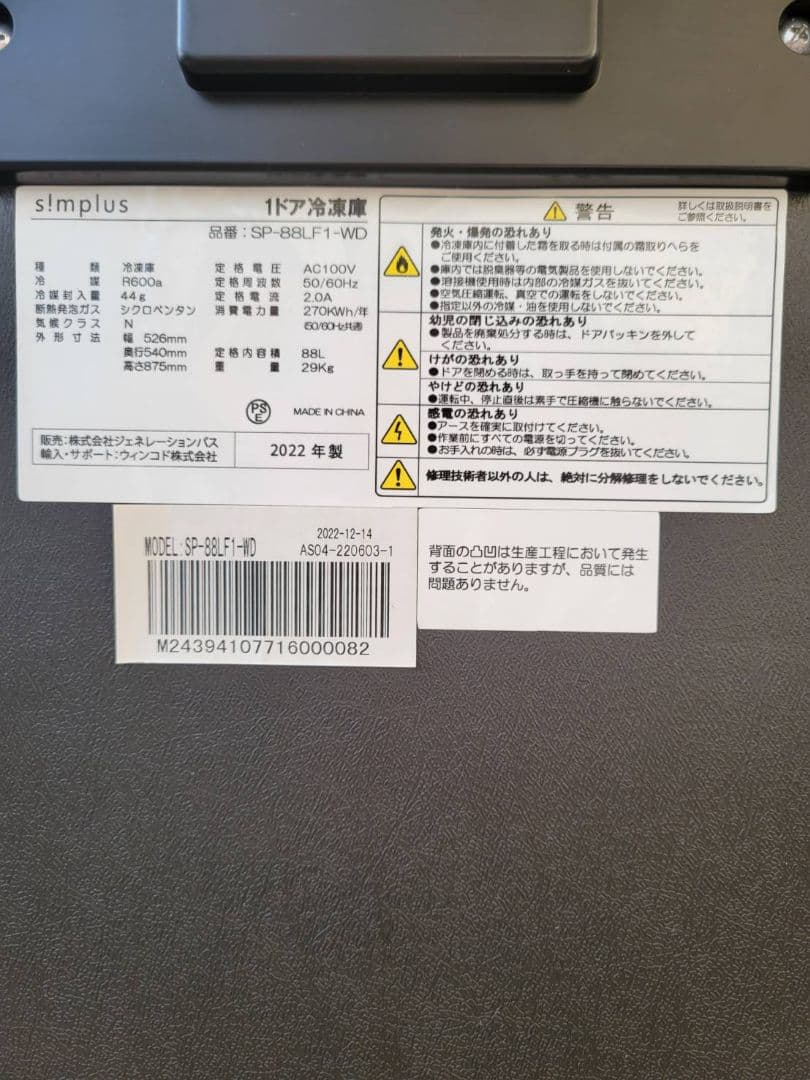 s!mplus
1ドア冷凍庫
品番：SP-88LF1-WD
種類 冷凍庫
冷媒 R600a
冷媒封入量 44g
断熱発泡ガス シクロペンタン
気候クラス N
外形寸法 幅 526mm
奥行540mm
高さ875mm
定格電圧 AC100V
定格周波数 50/60Hz
定格電流 2.0A
消費電力量 270KWh/年
(50/60Hz共通)
定格内容積 88L
重量 29Kg
PS
E
MADE IN CHINA
販売：株式会社ジェネレーションパス
輸入・サポート：ウィンコド株式会社
2022 年製
警告
詳しくは取扱説明書を
ご参照ください。
発火・爆発の恐れあり
●冷凍庫内に付着した霜を取る時は付属の霜取りへらを
ご使用ください。
●庫内では脱臭器等の電気製品を使用しないでください。
●溶接機使用時は内部の冷媒ガスを抜いてください。
●空気圧縮運転、真空での運転をしないでください。
●指定以外の冷媒・油を使用しないでください。
幼児の閉じ込みの恐れあり
●製品を廃棄処分する時は、ドアパッキンを外して
ください。
けがの恐れあり
●ドアを閉める時は、取っ手を持って閉めてください。
やけどの恐れあり
●運転中、停止直後は素手で圧縮機に触らないでください。
感電の恐れあり
●アースを確実に取付けてください。
●作業前にすべての電源を切ってください。
●お手入れの時は、必ず電源プラグを抜いてください。
修理技術者以外の人は、絶対に分解修理をしないでください。
2022-12-14
MODEL:SP-88LF1-WD
AS04-220603-1
M24394107716000082
背面の凸凹は生産工程において発生
することがありますが、品質には
問題ありません。